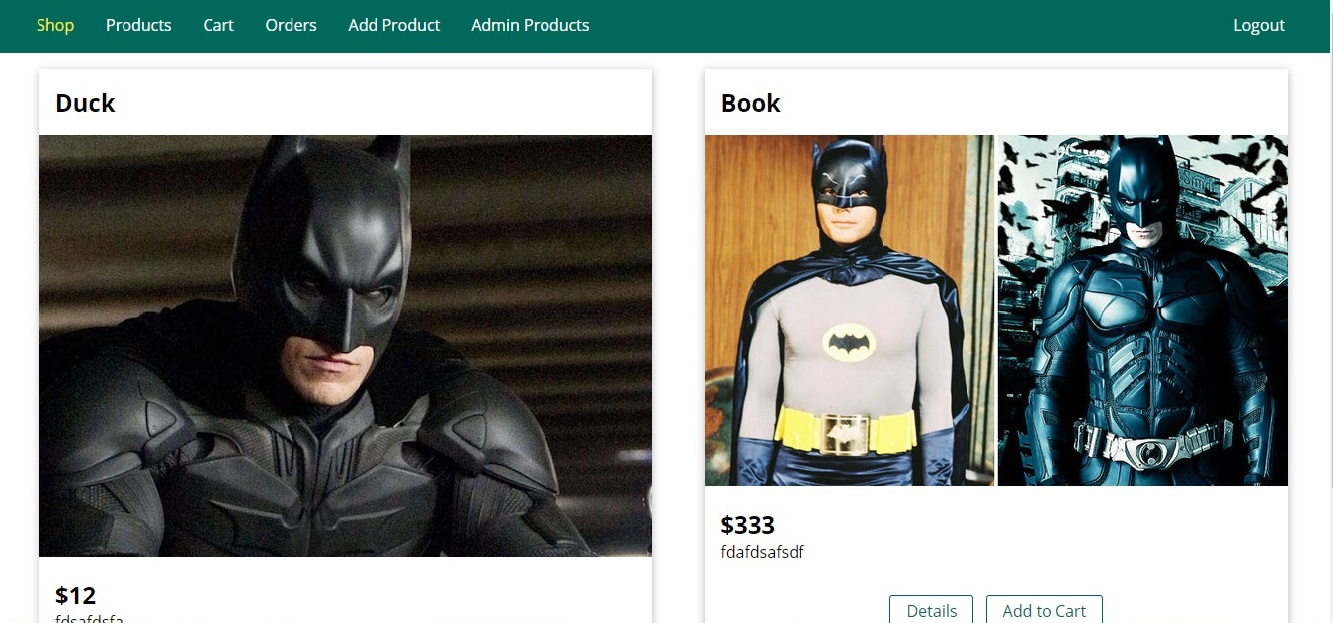 Shop Products Cart Orders Add Product Admin Products Logout
Duck
$12
fdsafdsfa
Book
$333
fdafdsafsdf
Details Add to Cart